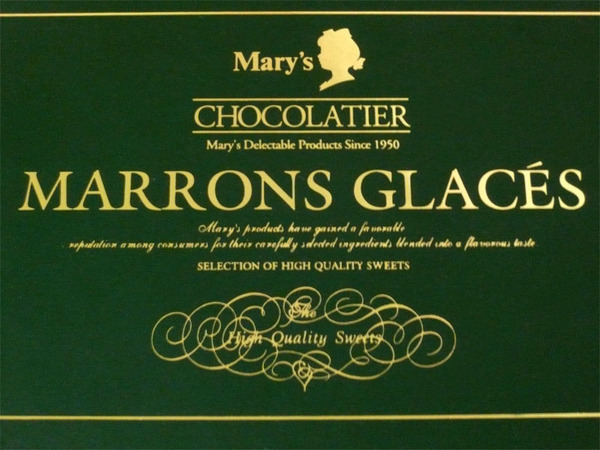 Mary's
CHOCOLATIER
Mary's Delectable Products Since 1950
MARRONS GLACÉS
Mary's products have gained a favorable
reputation among consumers for their carefully selected ingredients blended into a flavorous taste
SELECTION OF HIGH QUALITY SWEETS
The
High Quality Sweets